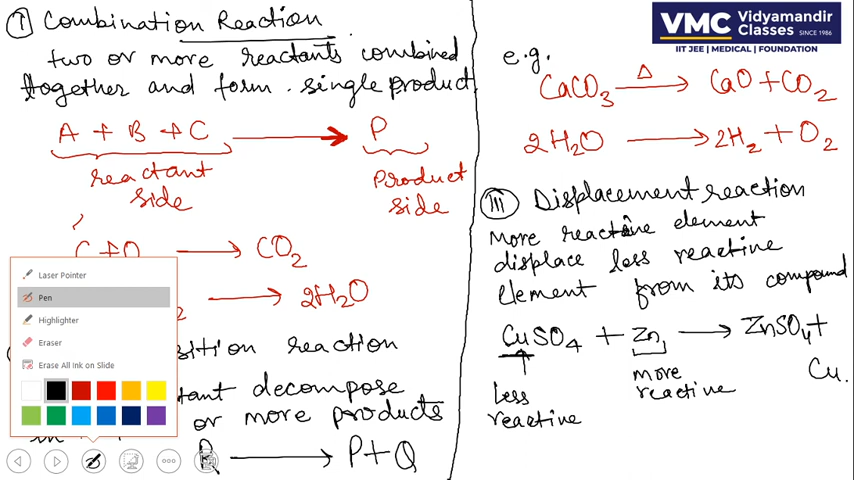 I Combination Reaction
two or more reactants combined
together and form . single product
A + B + C → P
reactant
side
Product
side
C + O → CO2
→ 2H2O
sition reaction
tant decompose
or more products
in
R → P + Q
Laser Pointer
Pen
Highlighter
Eraser
Erase All Ink on Slide
VMC Vidyamandir
Classes SINCE 1986
IIT JEE | MEDICAL | FOUNDATION
e.g.
CaCO3 —Δ→ CaO + CO2
2H2O → 2H2 + O2
III Displacement reaction
More reactive element
displace less reactive
Element from its compound
CuSO4 + Zn → ZnSO4 +
Cu.
less
reactive
more
reactive